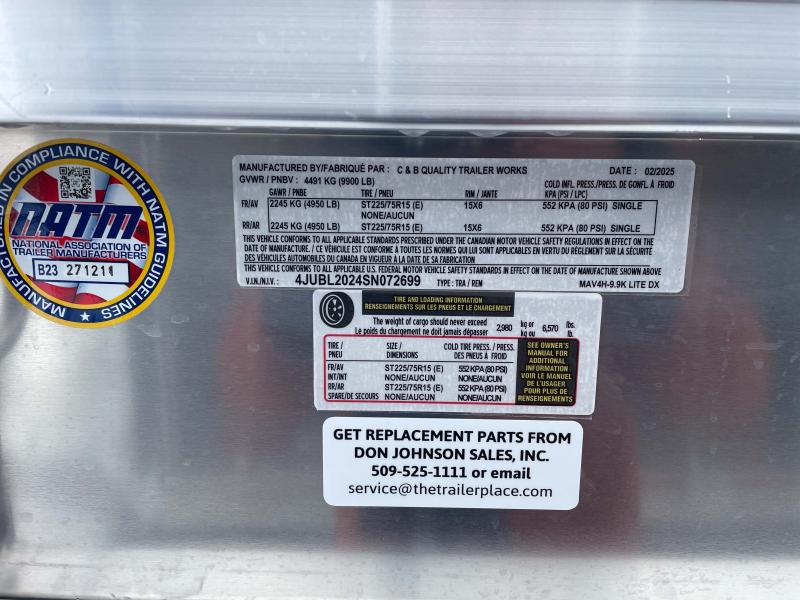 MANUFACTURED IN COMPLIANCE WITH NATM GUIDELINES
NATM
NATIONAL ASSOCIATION OF
TRAILER MANUFACTURERS
B23 271211
MANUFACTURED BY/FABRIQUÉ PAR : C & B QUALITY TRAILER WORKS DATE : 02/2025
GVWR / PNBV : 4491 KG (9900 LB)
GAWR / PNBE TIRE / PNEU RIM / JANTE COLD INFL. PRESS./PRESS. DE GONFL. À FROID
KPA (PSI / LPC)
FR/AV 2245 KG (4950 LB) ST225/75R15 (E) 15X6 552 KPA (80 PSI) SINGLE
NONE/AUCUN
RR/AR 2245 KG (4950 LB) ST225/75R15 (E) 15X6 552 KPA (80 PSI) SINGLE
THIS VEHICLE CONFORMS TO ALL APPLICABLE STANDARDS PRESCRIBED UNDER THE CANADIAN MOTOR VEHICLE SAFETY REGULATIONS IN EFFECT ON THE
DATE OF MANUFACTURE. / CE VÉHICULE EST CONFORME À TOUTES LES NORMES QUI LUI SONT APPLICABLES EN VERTU DU RÈGLEMENT SUR LA SÉCURITÉ
DES VÉHICULES AUTOMOBILES DU CANADA EN VIGUEUR À LA DATE DE SA FABRICATION
THIS VEHICLE CONFORMS TO ALL APPLICABLE U.S. FEDERAL MOTOR VEHICLE SAFETY STANDARDS IN EFFECT ON THE DATE OF MANUFACTURE SHOWN ABOVE
V.I.N./N.I.V. : 4JUBL2024SN072699 TYPE : TRA / REM MAV4H-9.9K LITE DX
TIRE AND LOADING INFORMATION
RENSEIGNEMENTS SUR LES PNEUS ET LE CHARGEMENT
The weight of cargo should never exceed
Le poids du chargement ne doit jamais dépasser 2,980 kg or kg ou 6,570 lbs. lb.
TIRE / PNEU SIZE / DIMENSIONS COLD TIRE PRESS. / PRESS. DES PNEUS À FROID
FR/AV ST225/75R15 (E) 552 KPA (80 PSI)
INT/INT NONE/AUCUN NONE/AUCUN
RR/AR ST225/75R15 (E) 552 KPA (80 PSI)
SPARE/DE SECOURS NONE/AUCUN NONE/AUCUN
SEE OWNER'S
MANUAL FOR
ADDITIONAL
INFORMATION
VOIR LE MANUEL
DE L'USAGER
POUR PLUS DE
RENSEIGNEMENTS
GET REPLACEMENT PARTS FROM
DON JOHNSON SALES, INC.
509-525-1111 or email
service@thetrailerplace.com